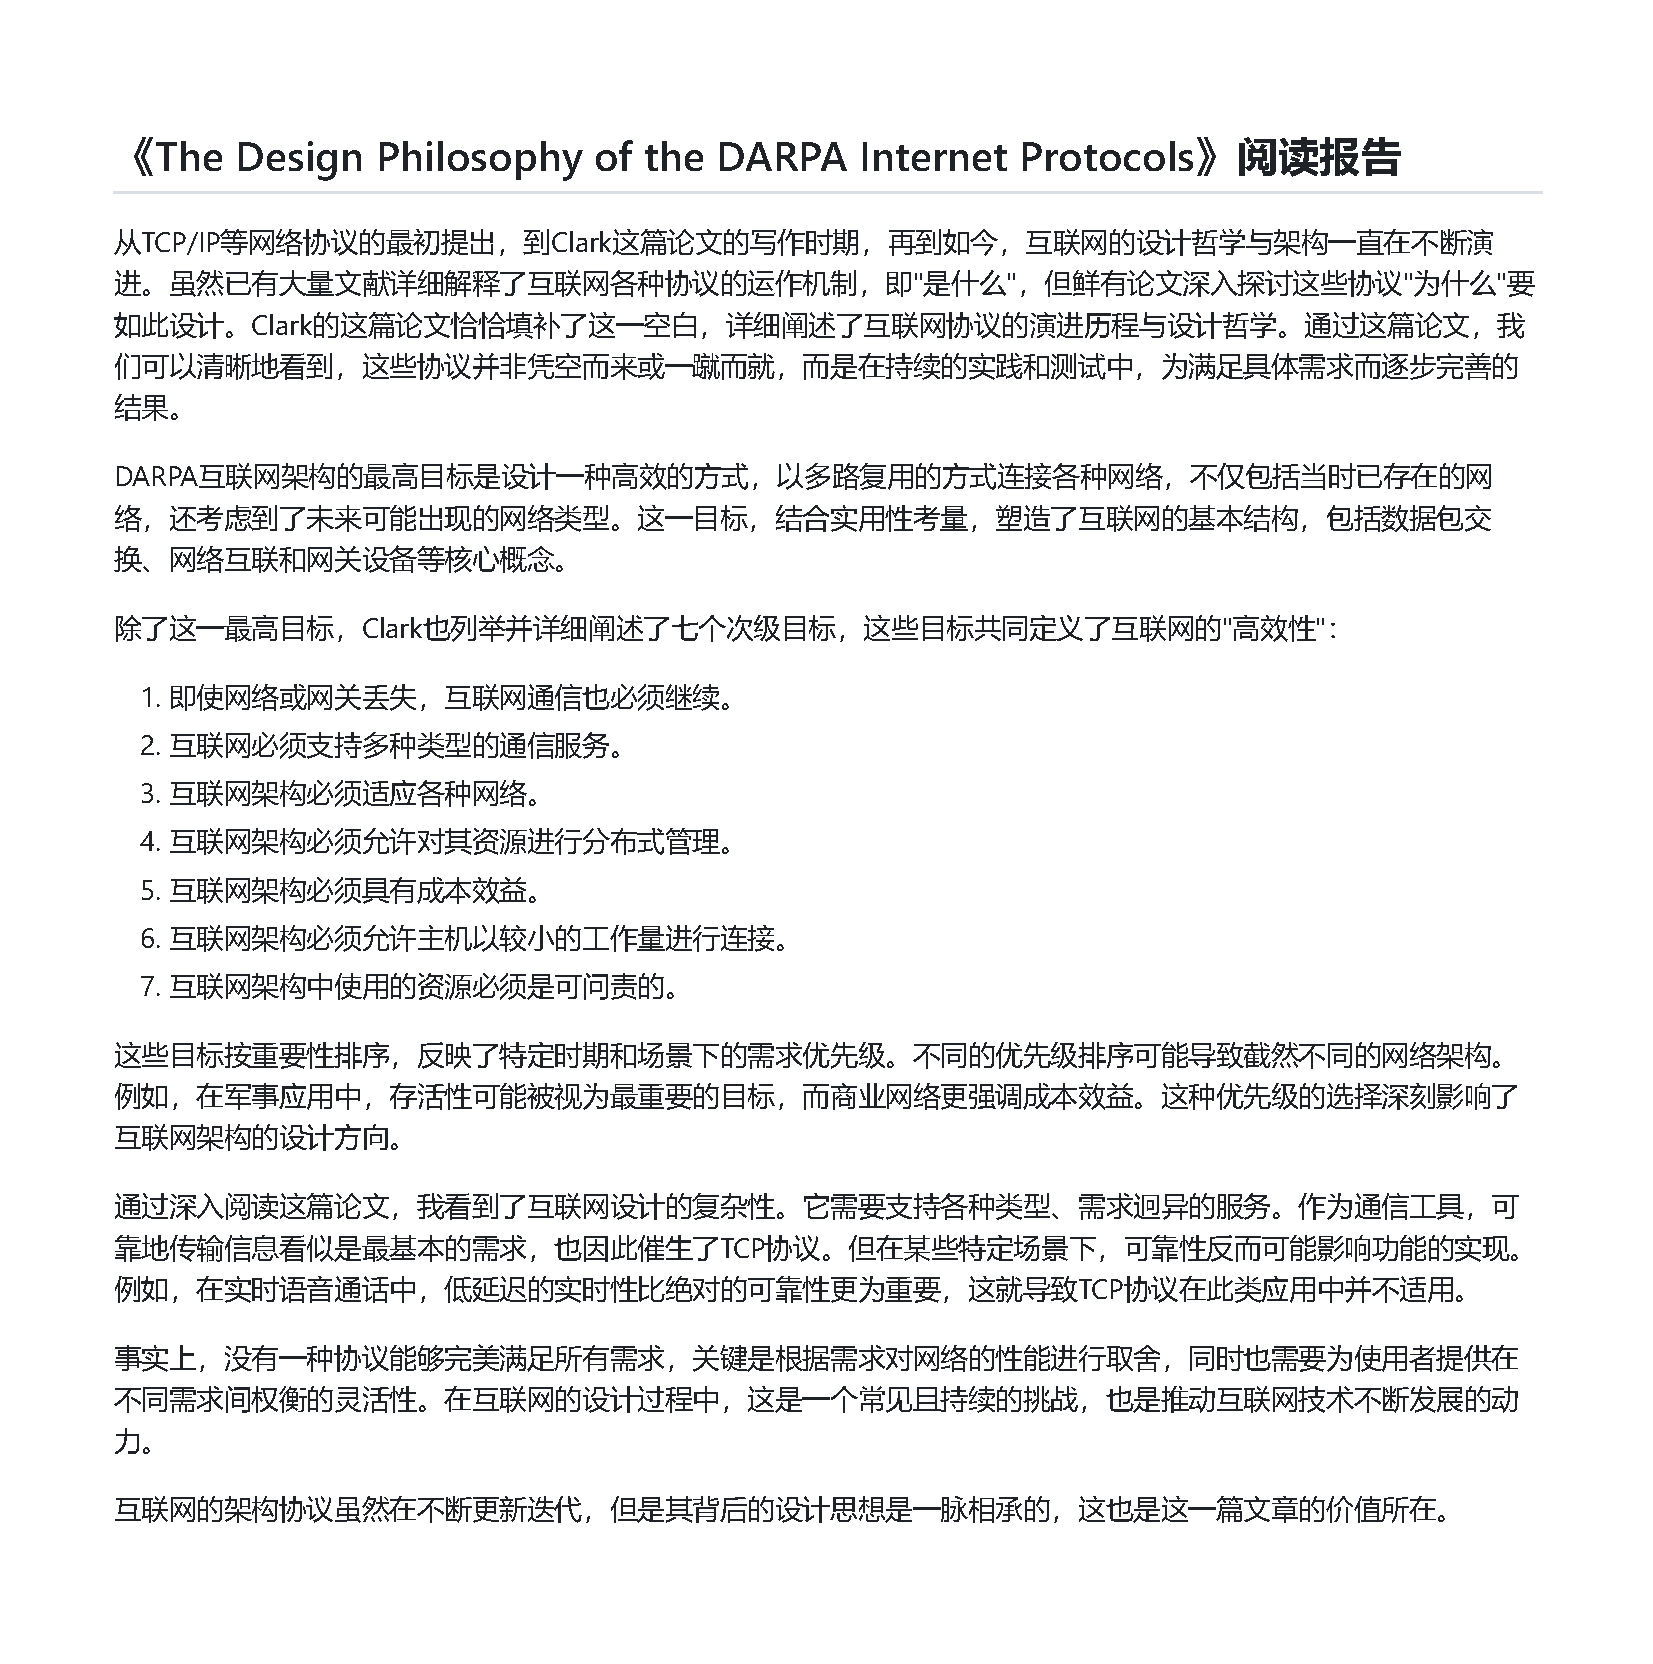 《The Design Philosophy of the DARPA Internet Protocols》阅读报告
从TCP/IP等网络协议的最初提出，到Clark这篇论文的写作时期，再到如今，互联网的设计哲学与架构一直在不断演
进。虽然已有大量文献详细解释了互联网各种协议的运作机制，即"是什么"，但鲜有论文深入探讨这些协议"为什么"要
如此设计。Clark的这篇论文恰恰填补了这一空白，详细阐述了互联网协议的演进历程与设计哲学。通过这篇论文，我
们可以清晰地看到，这些协议并非凭空而来或一蹴而就，而是在持续的实践和测试中，为满足具体需求而逐步完善的
结果。
DARPA互联网架构的最高目标是设计一种高效的方式，以多路复用的方式连接各种网络，不仅包括当时已存在的网
络，还考虑到了未来可能出现的网络类型。这一目标，结合实用性考量，塑造了互联网的基本结构，包括数据包交
换、网络互联和网关设备等核心概念。
除了这一最高目标，Clark也列举并详细阐述了七个次级目标，这些目标共同定义了互联网的"高效性"：
1. 即使网络或网关丢失，互联网通信也必须继续。
2. 互联网必须支持多种类型的通信服务。
3. 互联网架构必须适应各种网络。
4. 互联网架构必须允许对其资源进行分布式管理。
5. 互联网架构必须具有成本效益。
6. 互联网架构必须允许主机以较小的工作量进行连接。
7. 互联网架构中使用的资源必须是可问责的。
这些目标按重要性排序，反映了特定时期和场景下的需求优先级。不同的优先级排序可能导致截然不同的网络架构。
例如，在军事应用中，存活性可能被视为最重要的目标，而商业网络更强调成本效益。这种优先级的选择深刻影响了
互联网架构的设计方向。
通过深入阅读这篇论文，我看到了互联网设计的复杂性。它需要支持各种类型、需求迥异的服务。作为通信工具，可
靠地传输信息看似是最基本的需求，也因此催生了TCP协议。但在某些特定场景下，可靠性反而可能影响功能的实现。
例如，在实时语音通话中，低延迟的实时性比绝对的可靠性更为重要，这就导致TCP协议在此类应用中并不适用。
事实上，没有一种协议能够完美满足所有需求，关键是根据需求对网络的性能进行取舍，同时也需要为使用者提供在
不同需求间权衡的灵活性。在互联网的设计过程中，这是一个常见且持续的挑战，也是推动互联网技术不断发展的动
力。
互联网的架构协议虽然在不断更新迭代，但是其背后的设计思想是一脉相承的，这也是这一篇文章的价值所在。